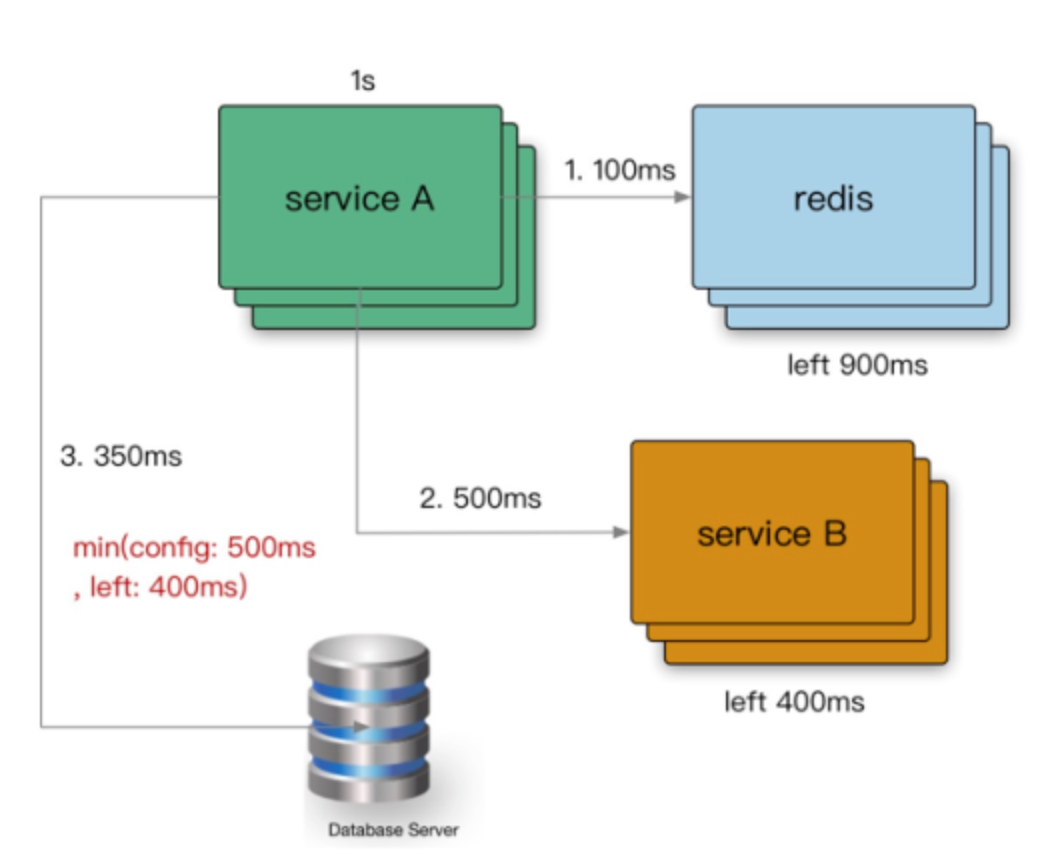 1s
service A
1. 100ms
redis
left 900ms
3. 350ms
2. 500ms
min(config: 500ms
, left: 400ms)
service B
left 400ms
Database Server